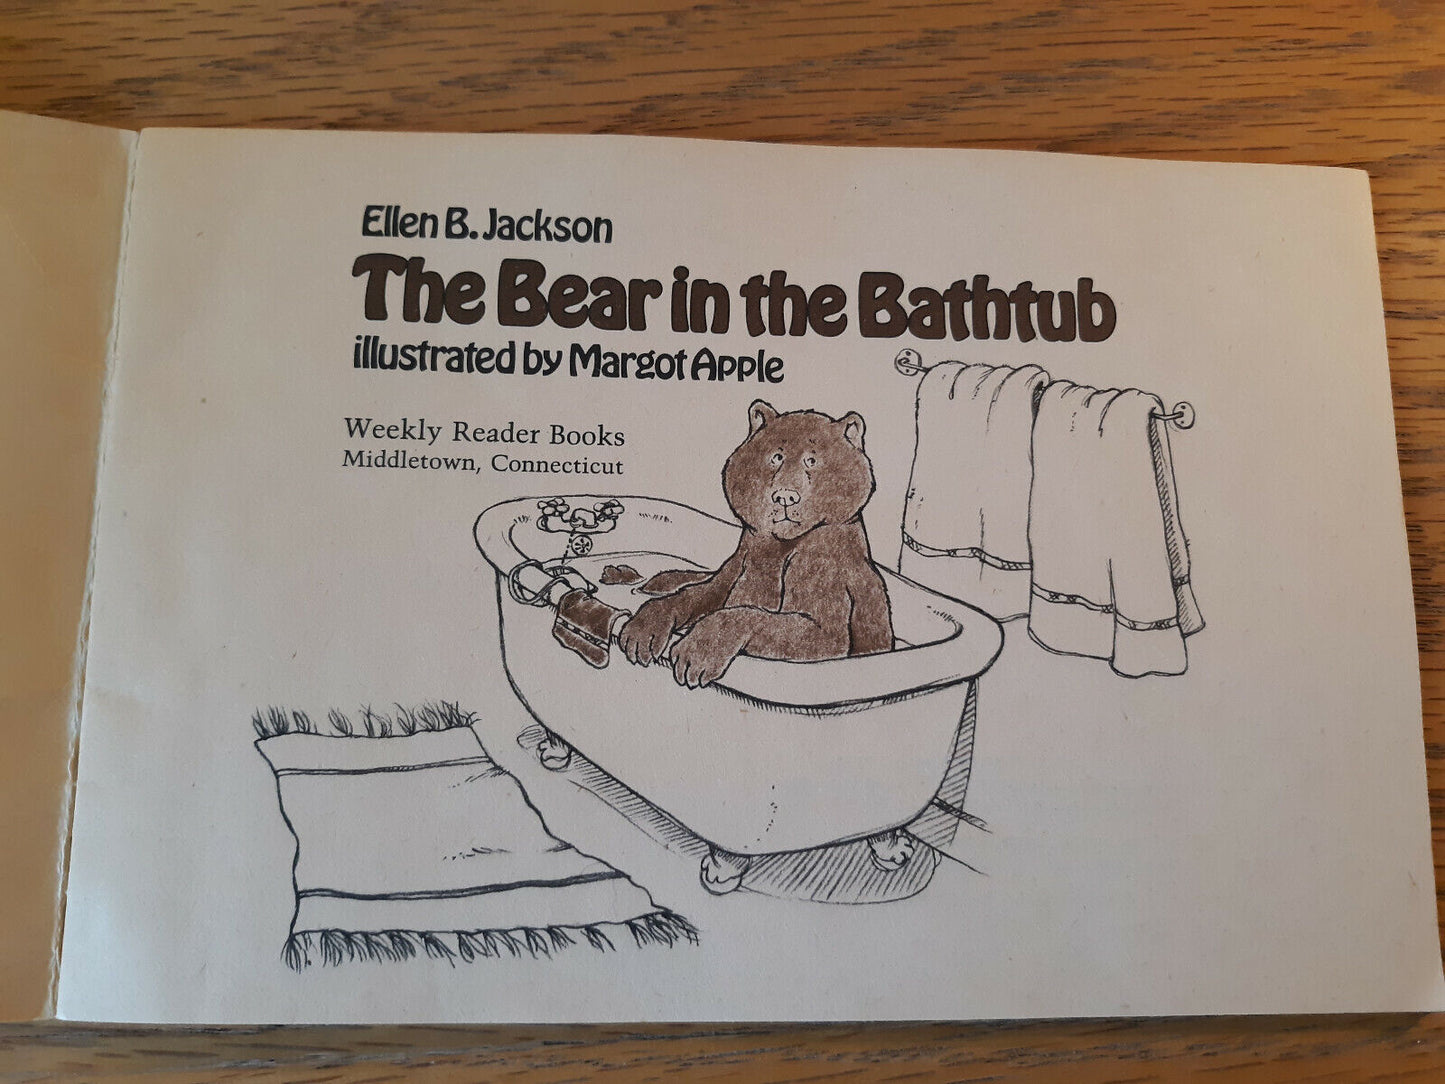 Ellen B. Jackson
The Bear in the Bathtub
illustrated by Margot Apple
Weekly Reader Books
Middletown, Connecticut